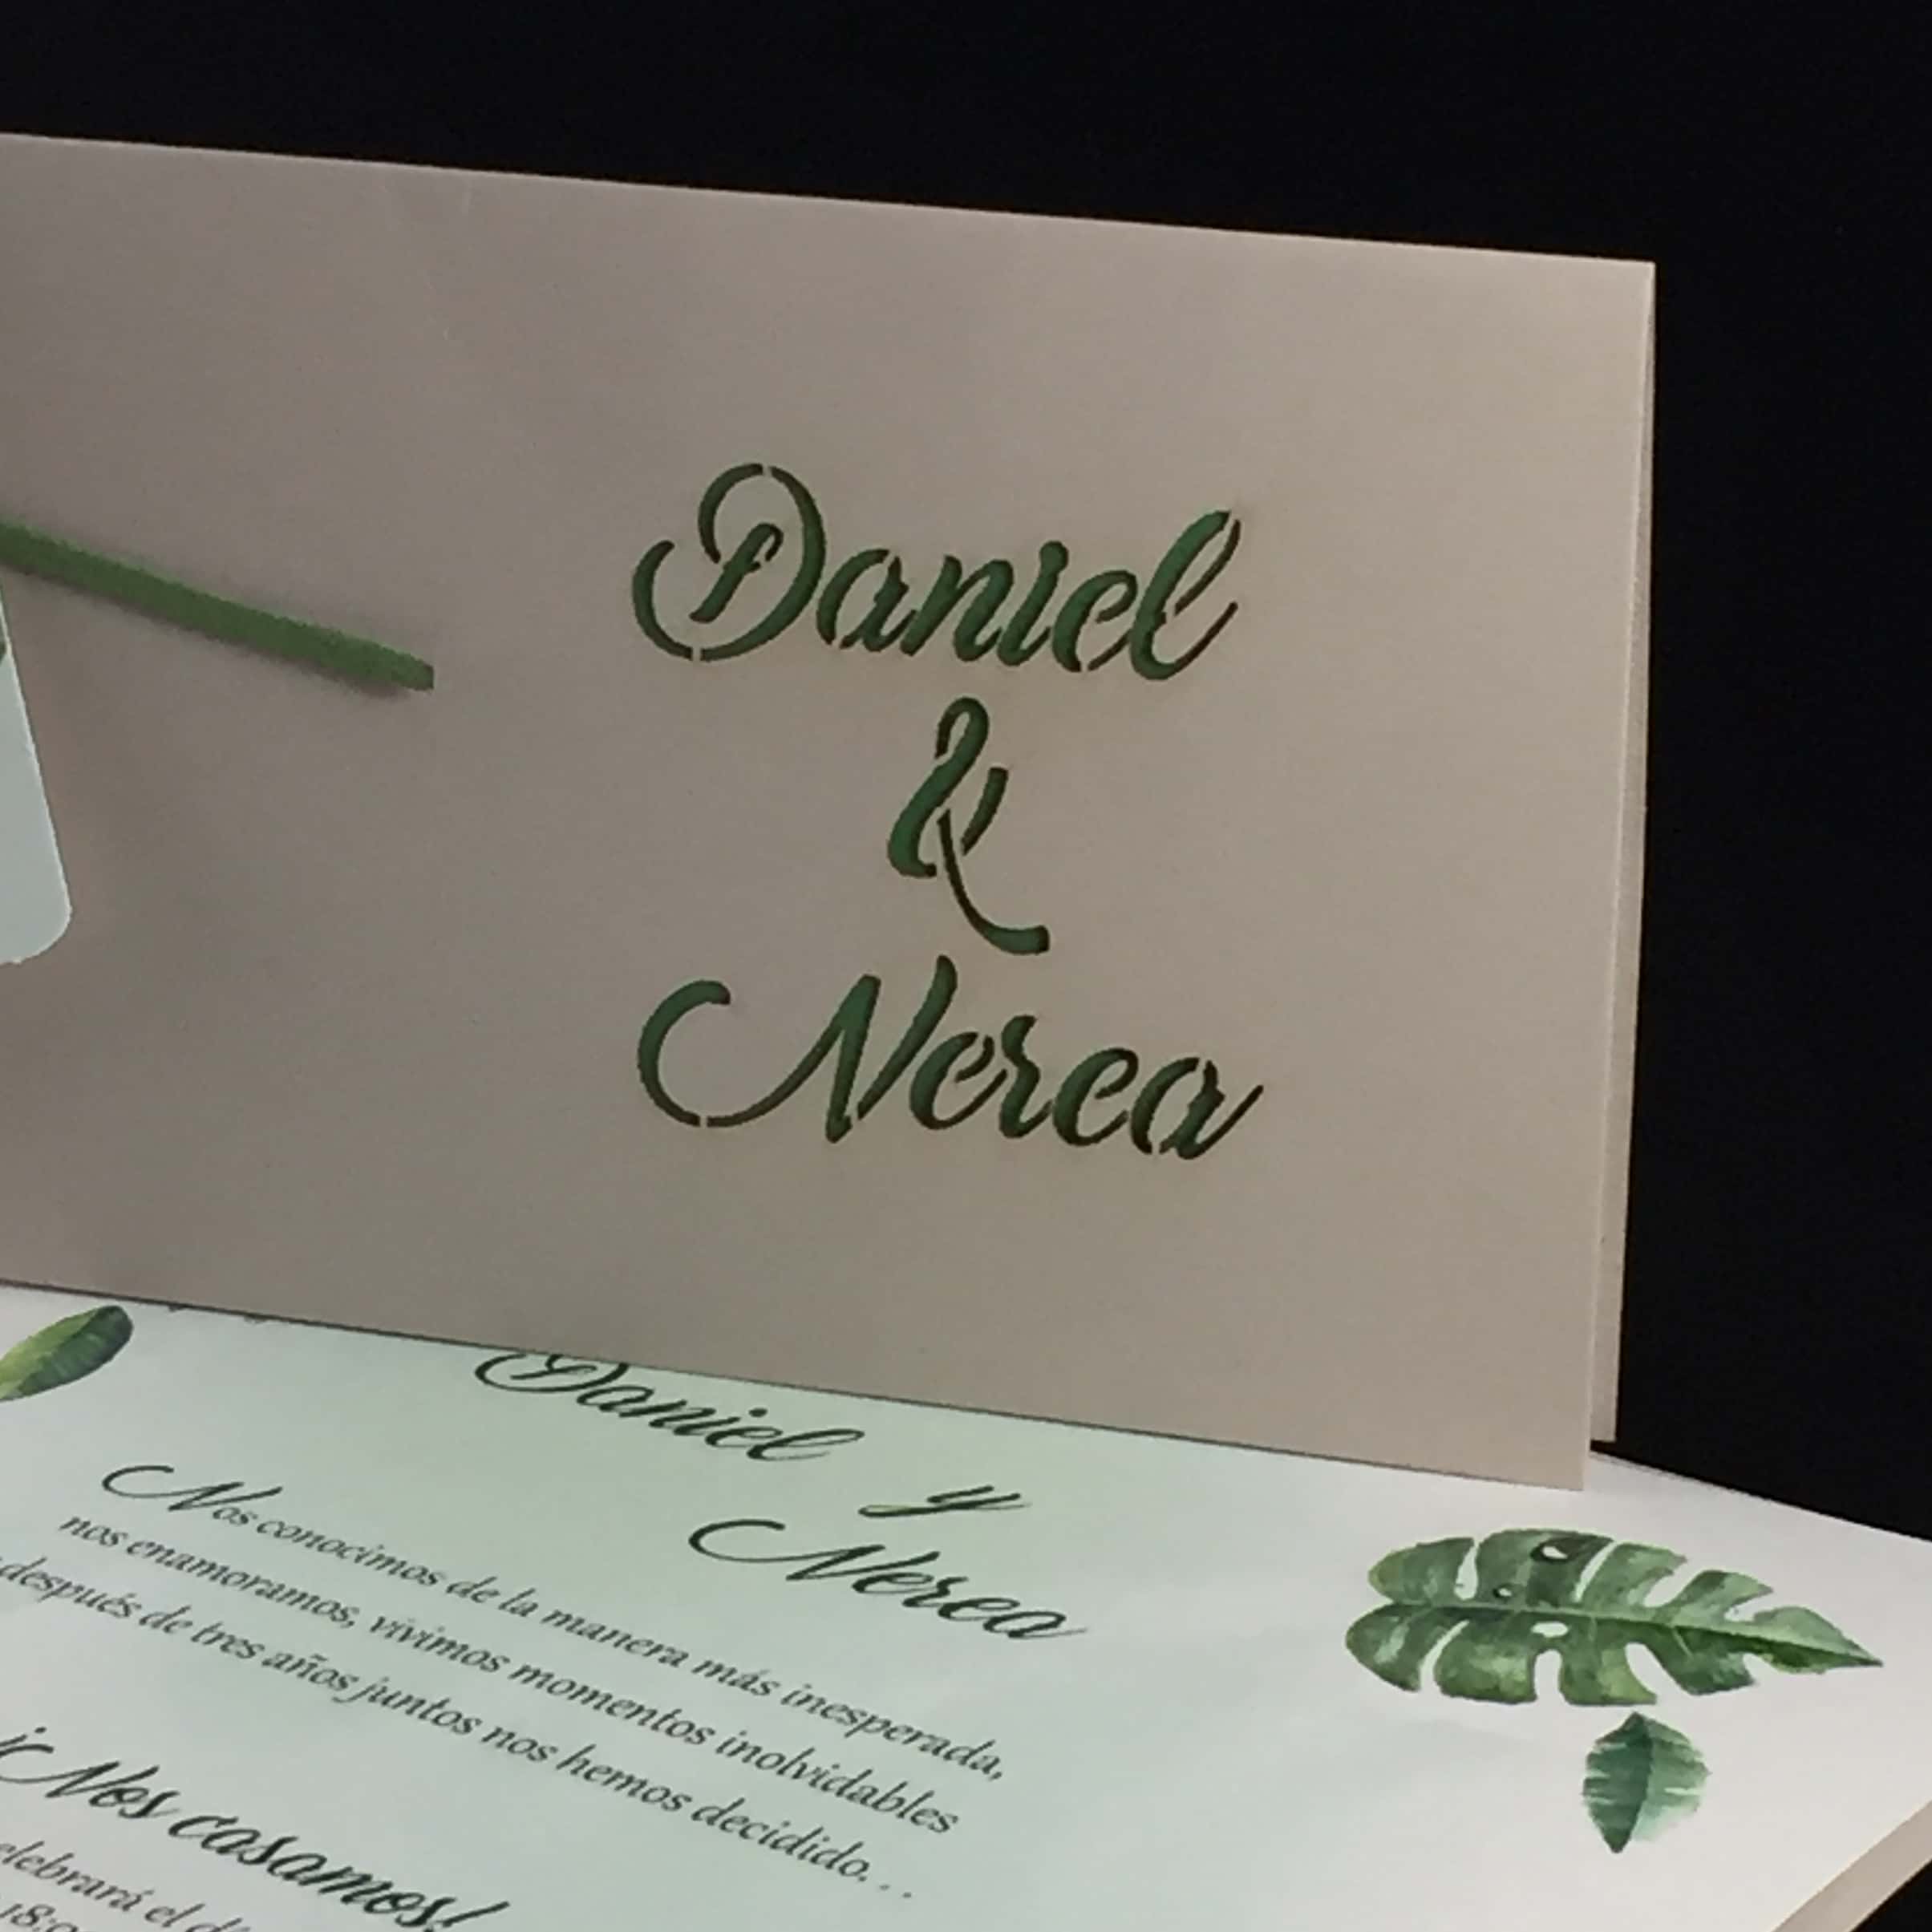 Daniel
&
Nerea
Daniel
y
Nerea
Nos conocimos de la manera más inesperada,
nos enamoramos, vivimos momentos inolvidables
después de tres años juntos nos hemos decidido...
¡Nos casamos!
el